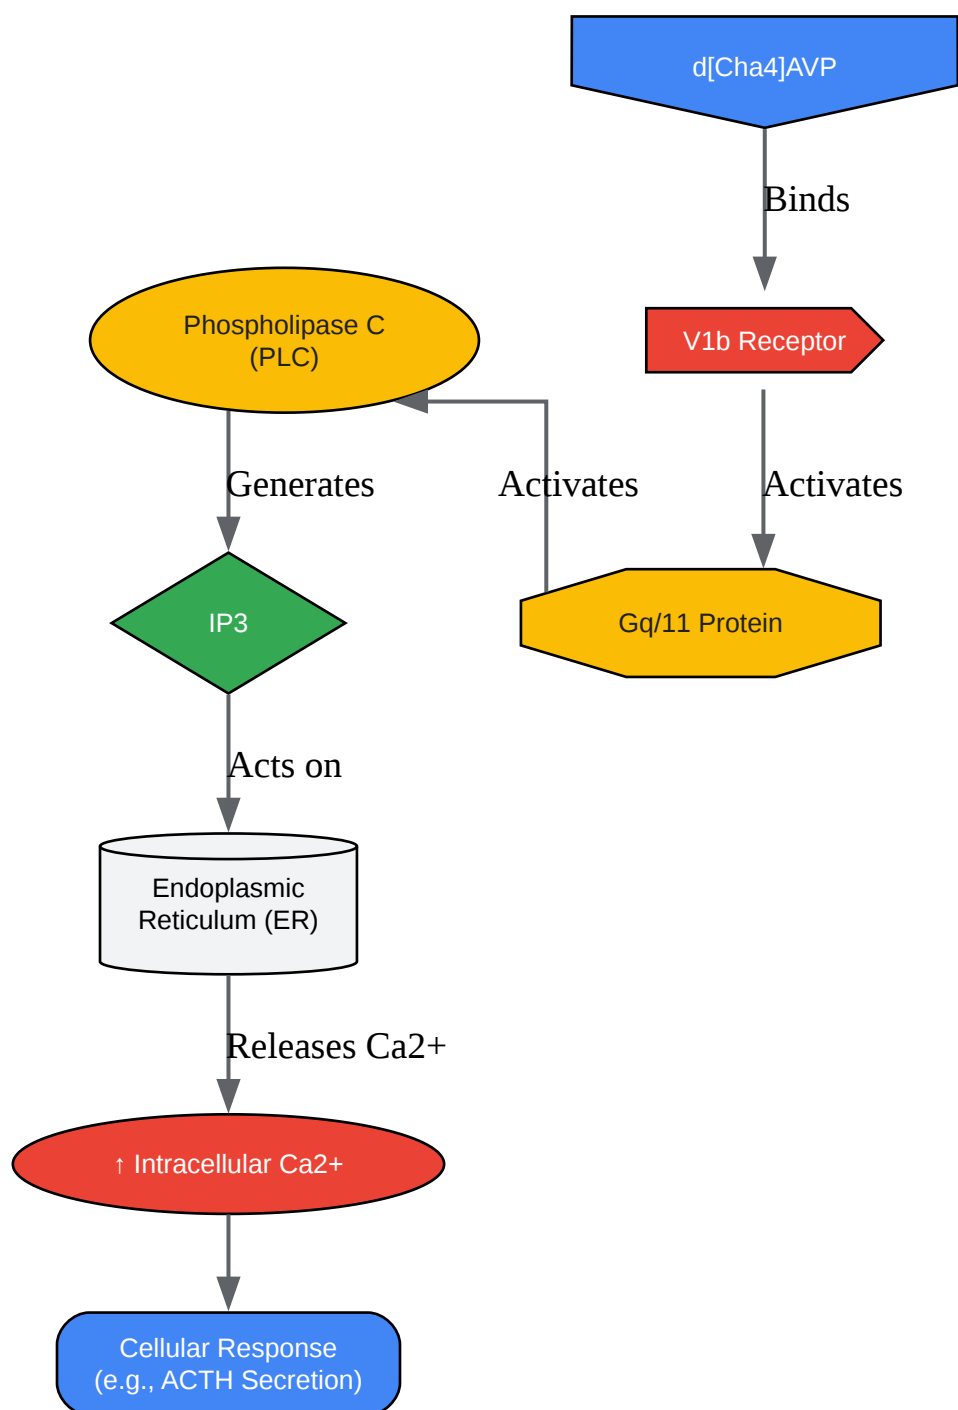 d[Cha4]AVP
Binds
V1b Receptor
Activates
Gq/11 Protein
Activates
Phospholipase C
(PLC)
Generates
IP3
Acts on
Endoplasmic
Reticulum (ER)
Releases Ca2+
↑ Intracellular Ca2+
Cellular Response
(e.g., ACTH Secretion)